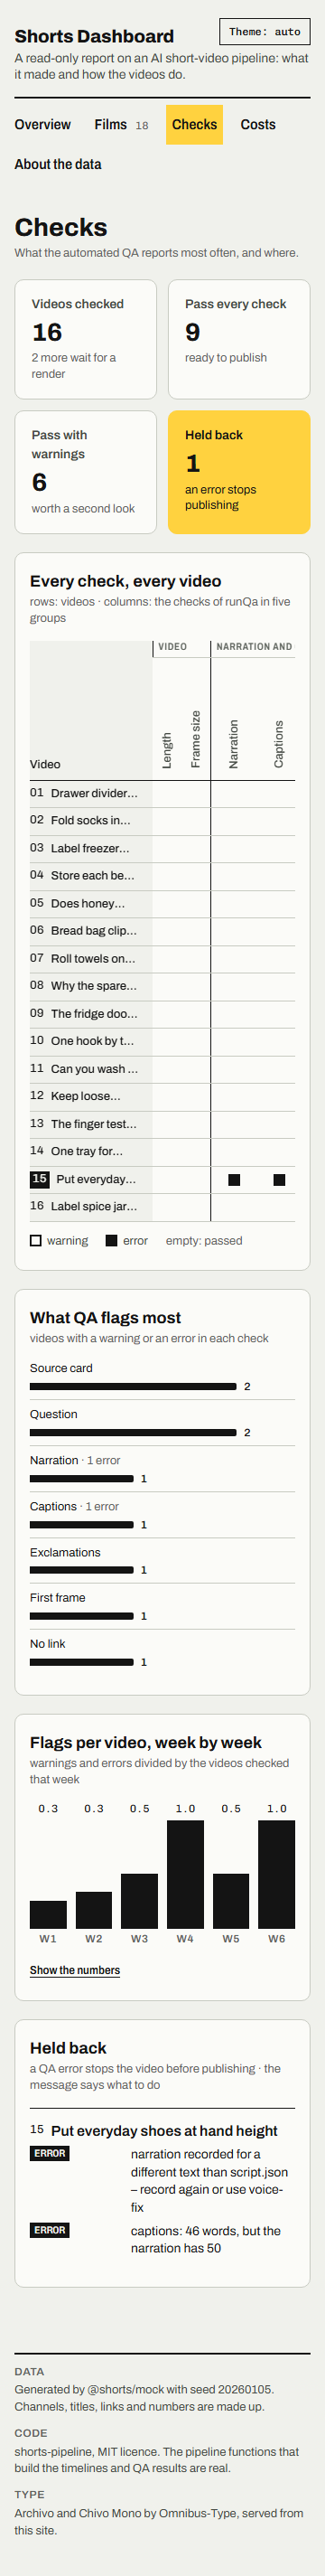 Shorts Dashboard
Theme: auto
A read-only report on an AI short-video pipeline: what
it made and how the videos do.
Overview Films 18 Checks Costs
About the data
Checks
What the automated QA reports most often, and where.
Videos checked
16
2 more wait for a
render
Pass every check
9
ready to publish
Pass with
warnings
6
worth a second look
Held back
1
an error stops
publishing
Every check, every video
rows: videos · columns: the checks of runQa in five
groups
VIDEO NARRATION AND
Video Length Frame size Narration Captions
01 Drawer divider...
02 Fold socks in...
03 Label freezer...
04 Store each be...
05 Does honey...
06 Bread bag clip...
07 Roll towels on...
08 Why the spare...
09 The fridge doo...
10 One hook by t...
11 Can you wash ...
12 Keep loose...
13 The finger test...
14 One tray for...
15 Put everyday...
16 Label spice jar...
warning error empty: passed
What QA flags most
videos with a warning or an error in each check
Source card
2
Question
2
Narration · 1 error
1
Captions · 1 error
1
Exclamations
1
First frame
1
No link
1
Flags per video, week by week
warnings and errors divided by the videos checked
that week
0.3 0.3 0.5 1.0 0.5 1.0
W1 W2 W3 W4 W5 W6
Show the numbers
Held back
a QA error stops the video before publishing · the
message says what to do
15 Put everyday shoes at hand height
ERROR narration recorded for a
different text than script.json
– record again or use voice-
fix
ERROR captions: 46 words, but the
narration has 50
DATA
Generated by @shorts/mock with seed 20260105.
Channels, titles, links and numbers are made up.
CODE
shorts-pipeline, MIT licence. The pipeline functions that
build the timelines and QA results are real.
TYPE
Archivo and Chivo Mono by Omnibus-Type, served from
this site.